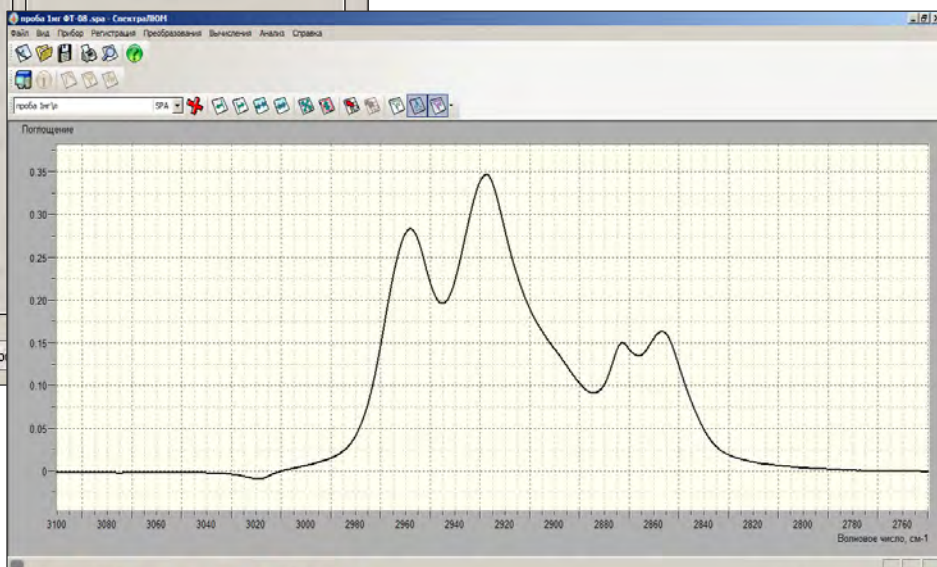 проба 1мг ФТ-08 .spa - СпектраЛЮМ
Файл Вид Прибор Регистрация Преобразования Вычисления Анализ Справка
проба 1мг\л SPA
Поглощение
0.35
0.30
0.25
0.20
0.15
0.10
0.05
0
3100 3080 3060 3040 3020 3000 2980 2960 2940 2920 2880 2860 2840 2820 2800 2780 2760
Волновое число, см-1